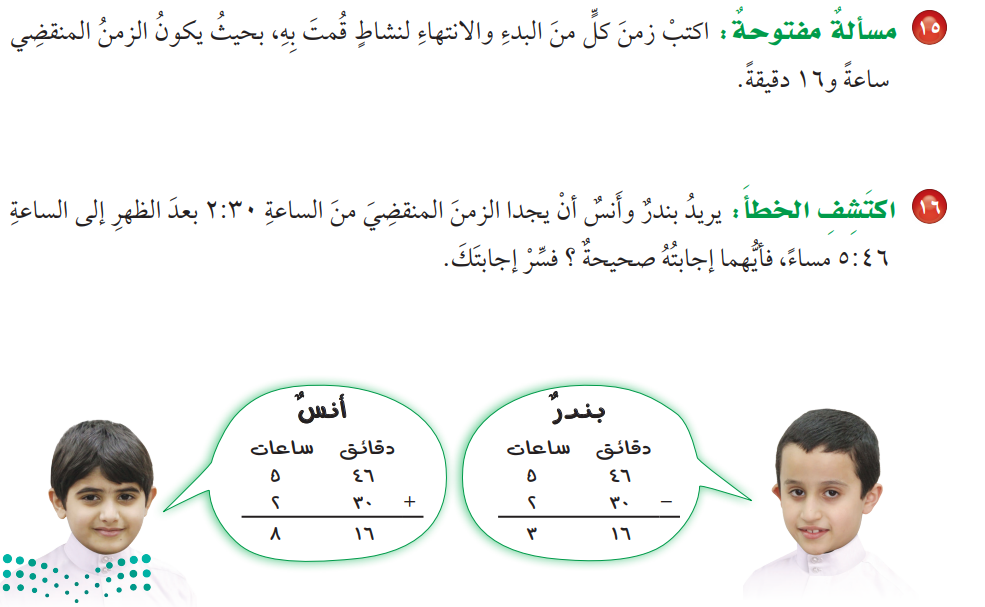 ١٥ مسألةٌ مفتوحةٌ: اكتبْ زمنَ كلٍّ منَ البدءِ والانتهاءِ لنشاطٍ قُمتَ بِهِ، بحيثُ يكونُ الزمنُ المنقضِي
ساعةً و١٦ دقيقةً.
١٦ اكتَشِفِ الخطأَ: يريدُ بندرٌ وأَنسٌ أنْ يجدا الزمنَ المنقضِيَ منَ الساعةِ ٢:٣٠ بعدَ الظهرِ إلى الساعةِ
٥:٤٦ مساءً، فأيُّهما إجابتُهُ صحيحةٌ ؟ فسِّرْ إجابتَكَ.
بندرٌ
دقائق ساعات
٤٦ ٥
− ٣٠ ٢
١٦ ٣
أنسٌ
دقائق ساعات
٤٦ ٥
+ ٣٠ ٢
١٦ ٨